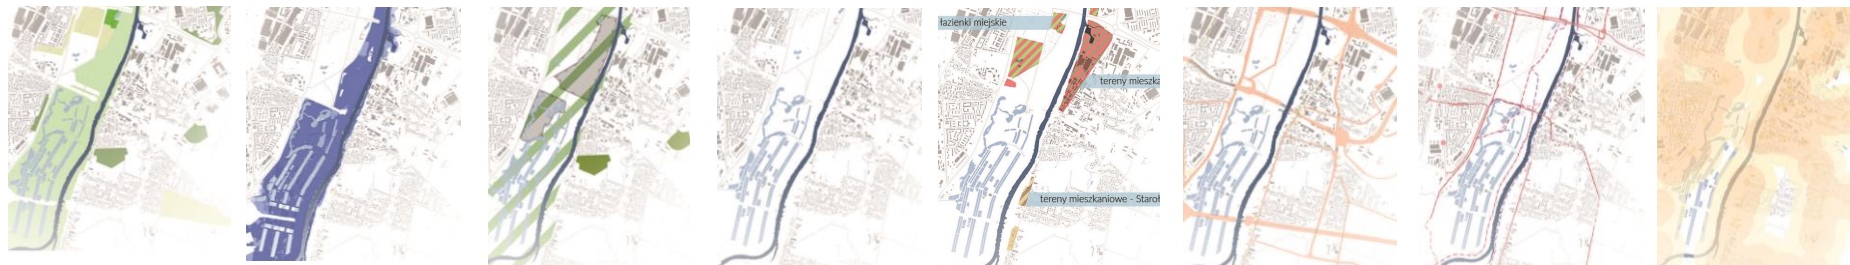 łazienki miejskie
tereny mieszka
tereny mieszkaniowe - Staroł